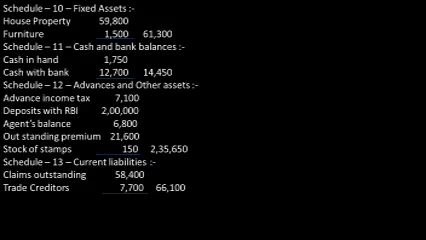 Schedule – 10 – Fixed Assets :-
House Property 59,800
Furniture 1,500 61,300
Schedule – 11 – Cash and bank balances :-
Cash in hand 1,750
Cash with bank 12,700 14,450
Schedule – 12 – Advances and Other assets :-
Advance income tax 7,100
Deposits with RBI 2,00,000
Agent's balance 6,800
Out standing premium 21,600
Stock of stamps 150 2,35,650
Schedule – 13 – Current liabilities :-
Claims outstanding 58,400
Trade Creditors 7,700 66,100